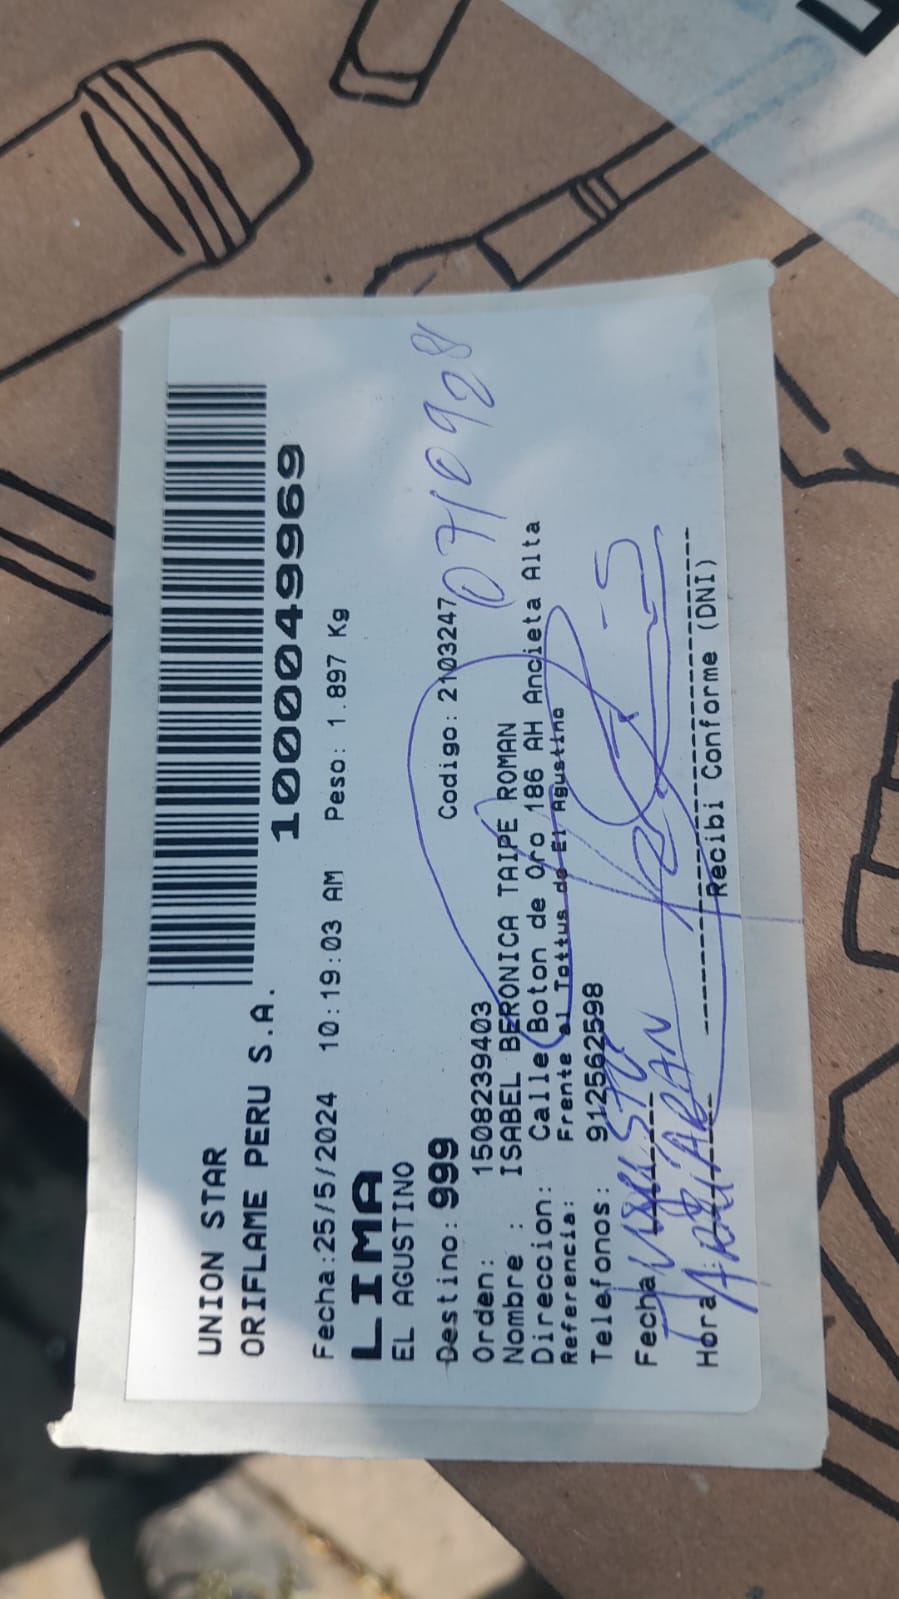 UNION STAR
ORIFLAME PERU S.A.
1000049969
Fecha:25/5/2024 10:19:03 AM Peso: 1.897 Kg
LIMA
EL AGUSTINO
Destino: 999
Codigo: 2103247
0710928
Orden: 1508239403
Nombre : ISABEL BERONICA TAIPE ROMAN
Direccion: Calle Boton de Oro 186 AH Ancieta Alta
Referencia: Frente al Tottus de El Agustino
Telefonos: 912562598
Fecha
Hora:
Recibi Conforme (DNI)